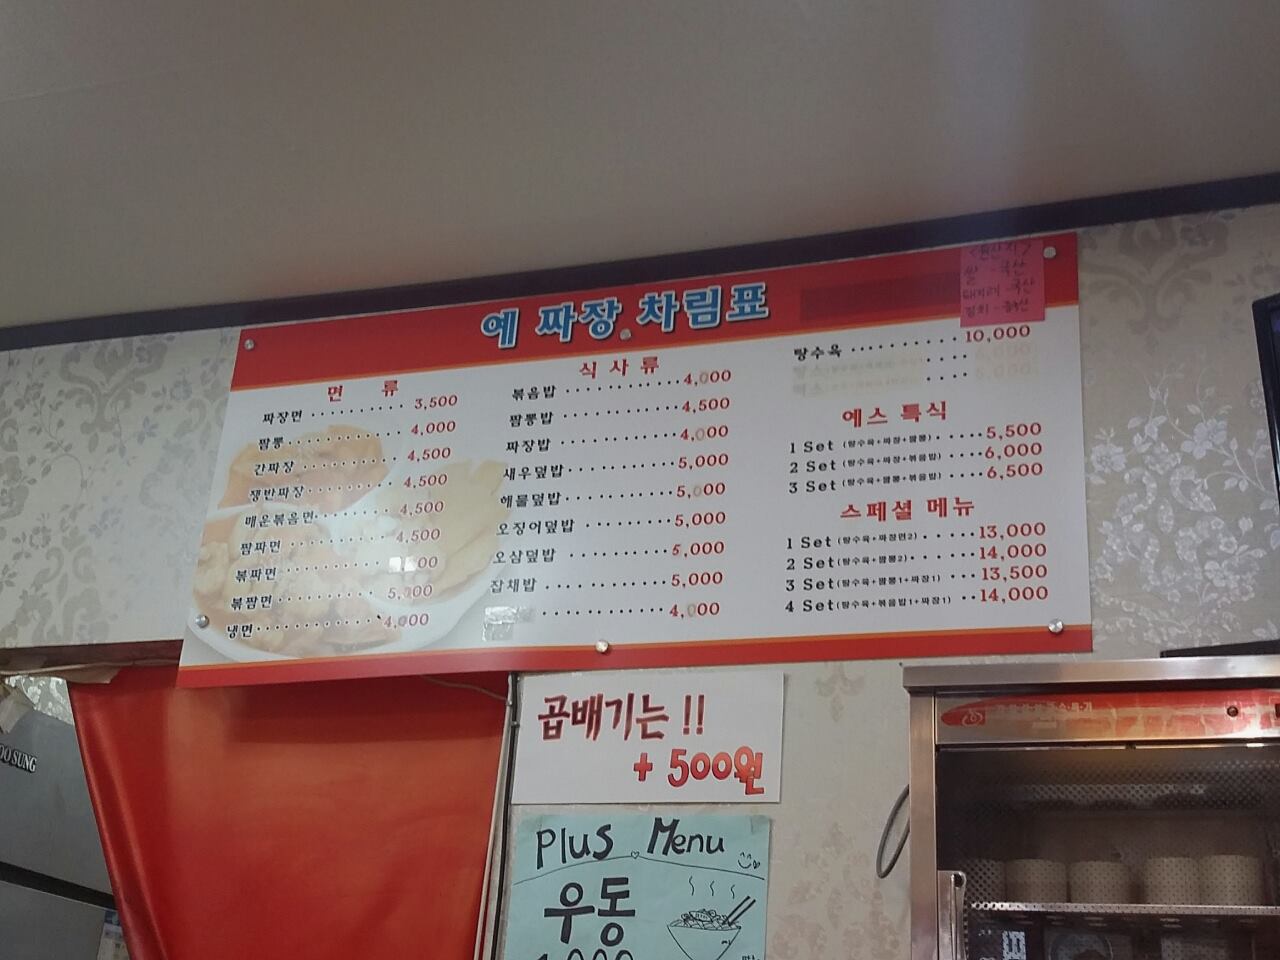 예 짜장 차림표
<원산지>
쌀 - 국산
돼지고기 - 국산
김치 - 중국산
면 류
짜장면 3,500
짬뽕 4,000
간짜장 4,500
쟁반짜장 4,500
매운볶음면 4,500
짬짜면 4,500
볶짜면
볶짬면 5,000
냉면 4,000
식사류
볶음밥 4,000
짬뽕밥 4,500
짜장밥 4,000
새우덮밥 5,000
해물덮밥 5,000
오징어덮밥 5,000
오삼덮밥 5,000
잡채밥 5,000
4,000
탕수육 10,000
예스 특식
1 Set (탕수육+짜장+짬뽕) 5,500
2 Set (탕수육+짜장+볶음밥) 6,000
3 Set (탕수육+짬뽕+볶음밥) 6,500
스페셜 메뉴
1 Set (탕수육+짜장면2) 13,000
2 Set (탕수육+짬뽕2) 14,000
3 Set (탕수육+짬뽕1+짜장1) 13,500
4 Set (탕수육+볶음밥1+짜장1) 14,000
곱배기는 !!
+ 500원
Plus Menu
우동
OO SUNG